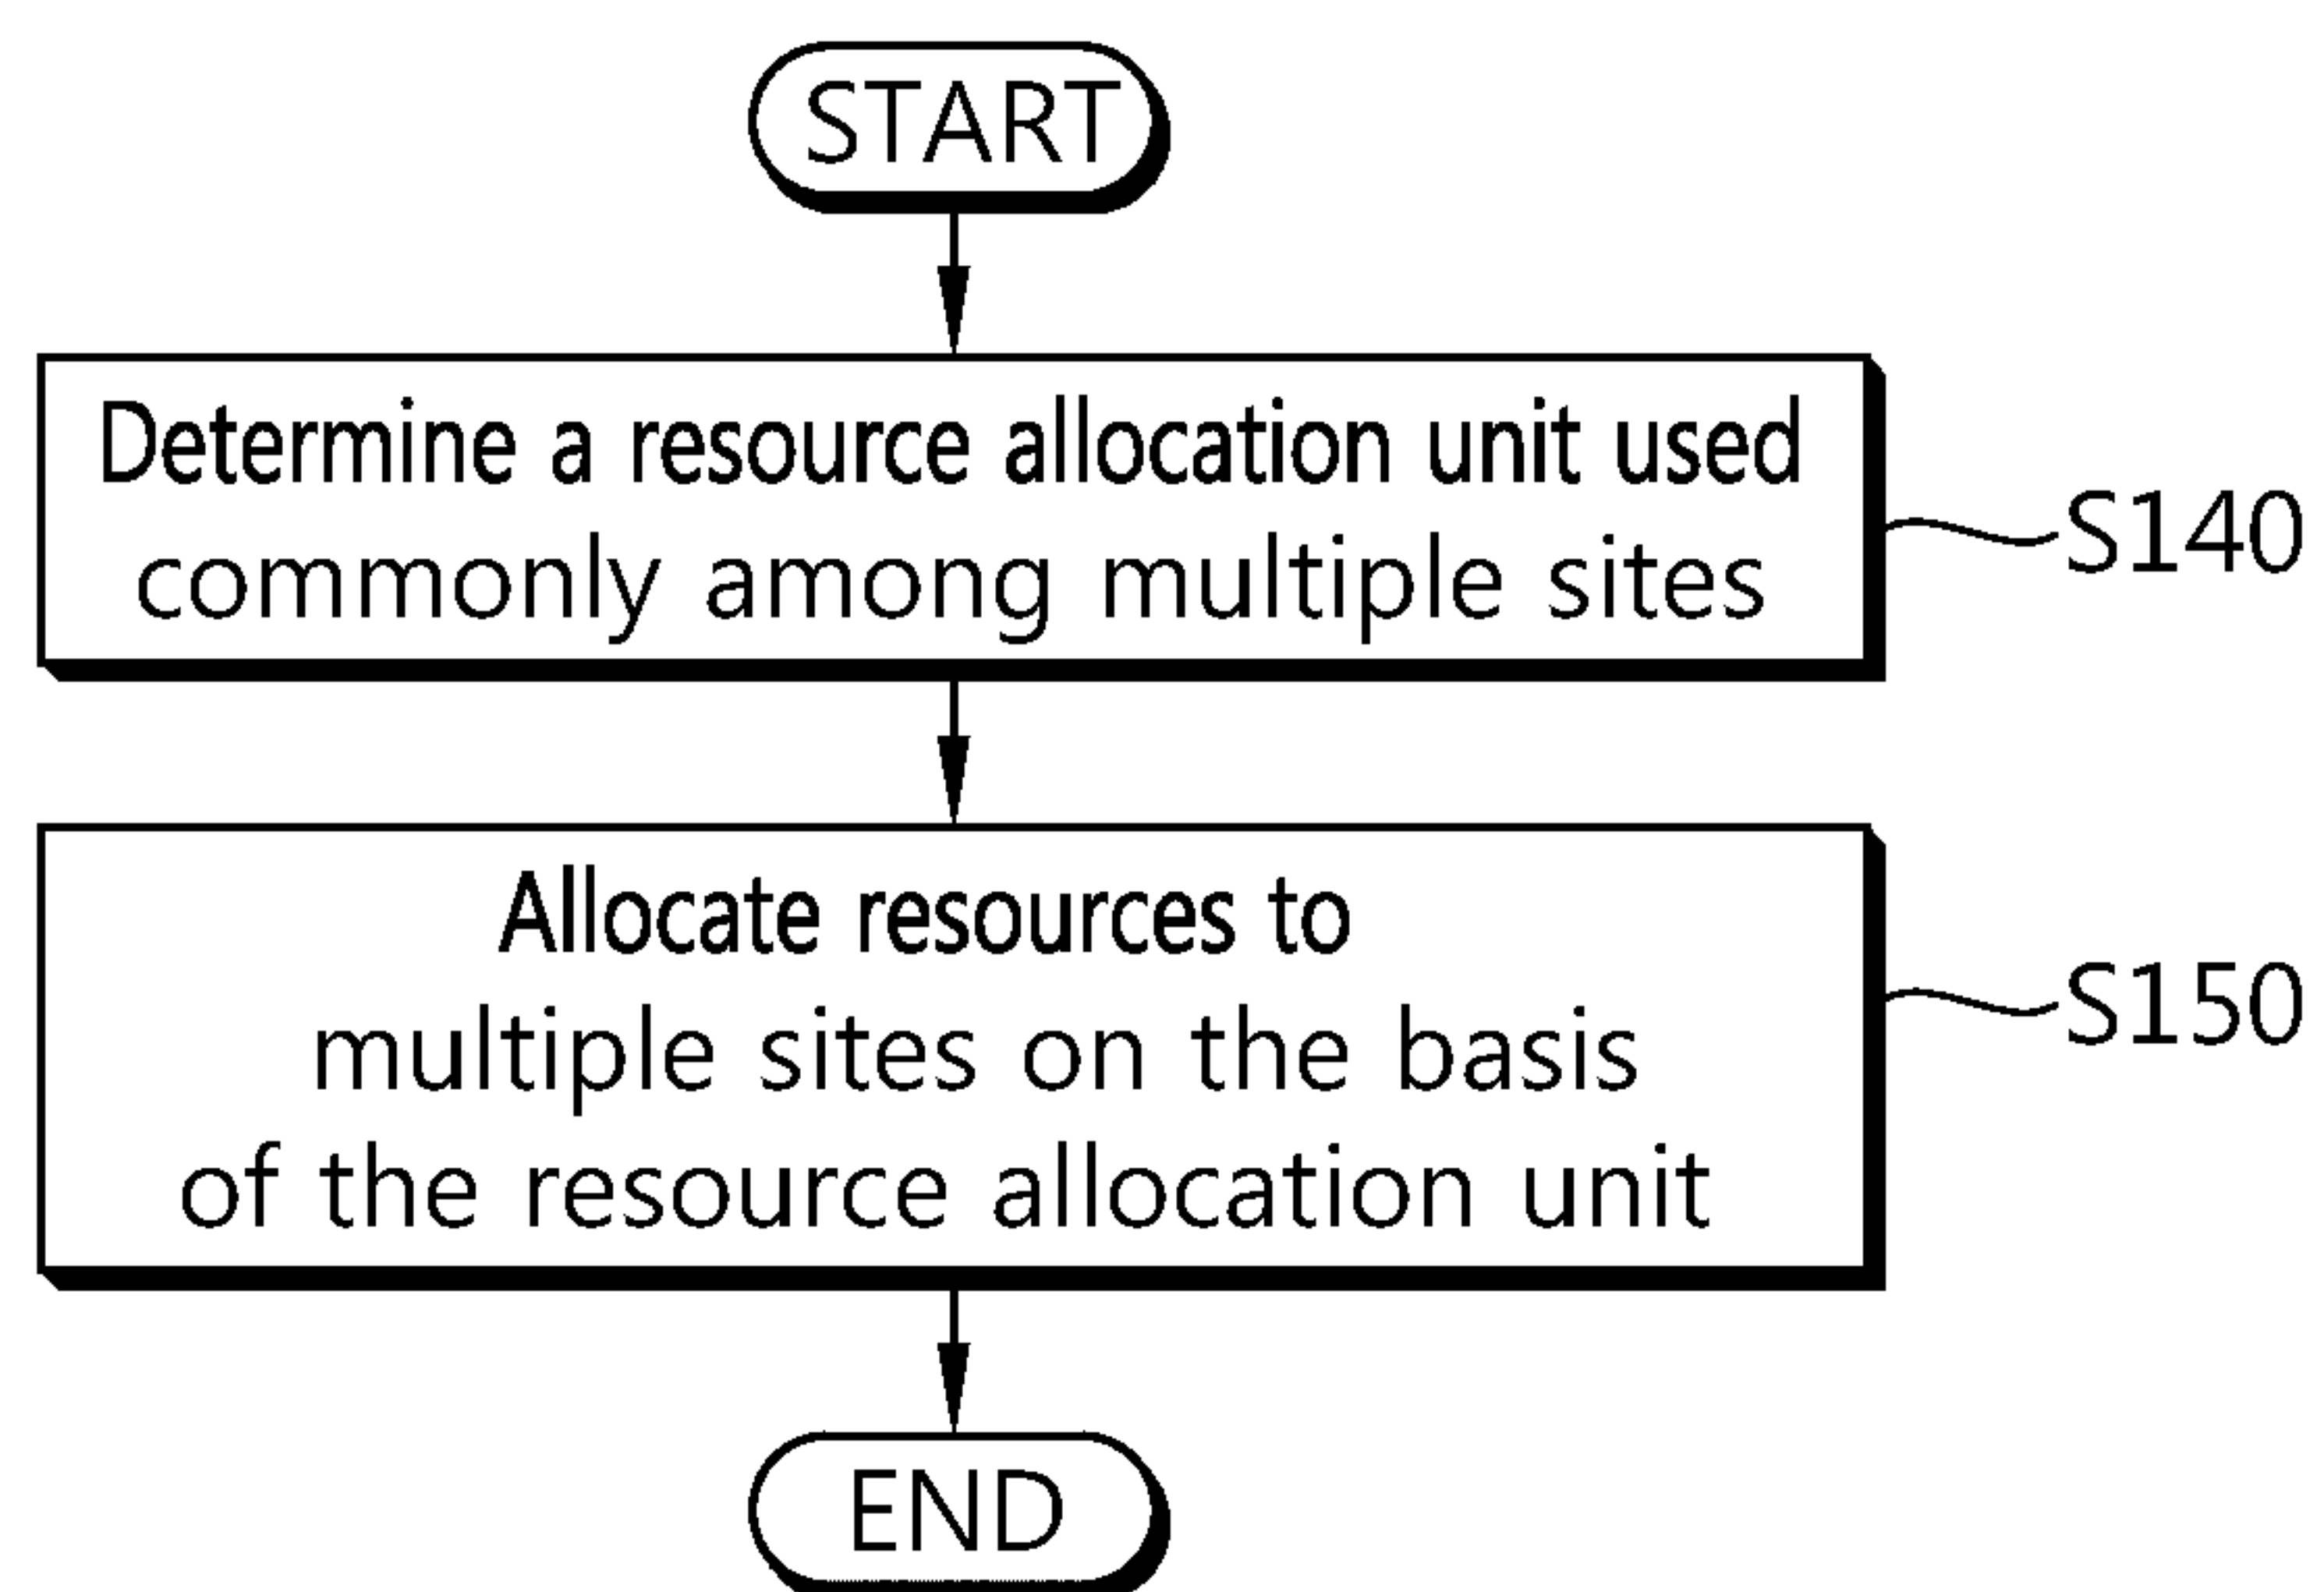 START
Determine a resource allocation unit used
commonly among multiple sites
S140
Allocate resources to
multiple sites on the basis
of the resource allocation unit
S150
END